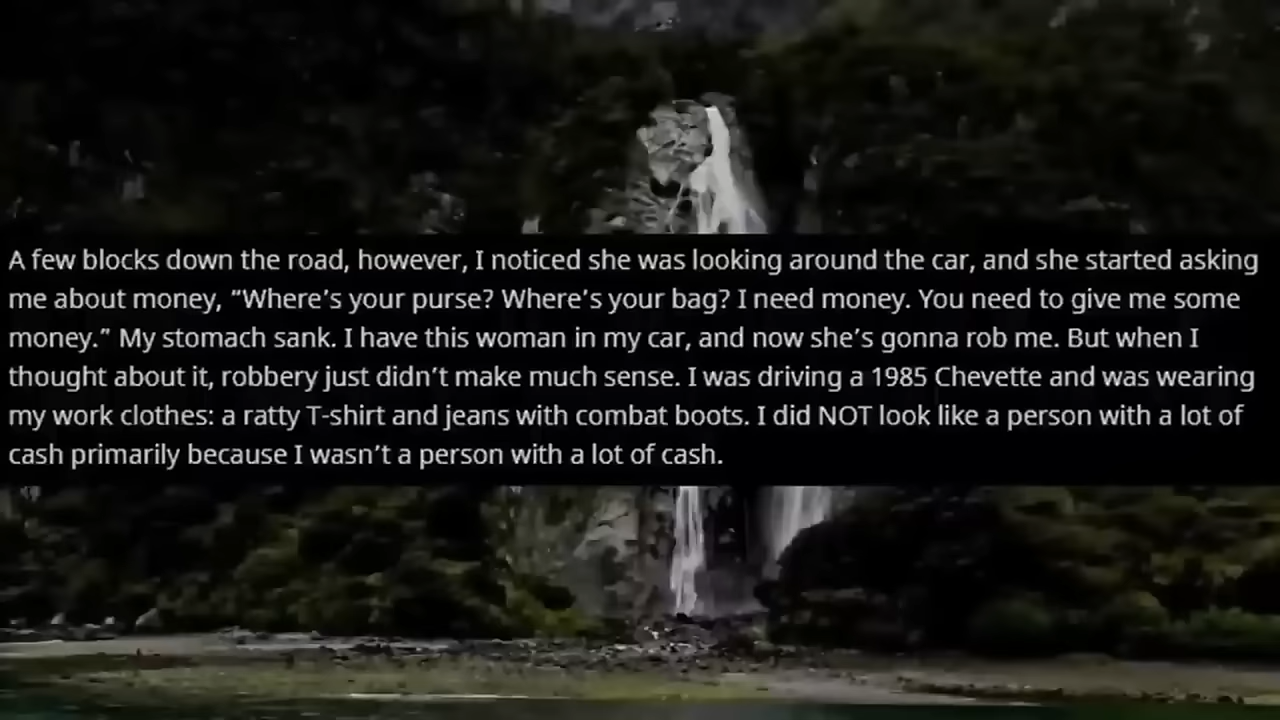 A few blocks down the road, however, I noticed she was looking around the car, and she started asking
me about money, “Where’s your purse? Where’s your bag? I need money. You need to give me some
money.” My stomach sank. I have this woman in my car, and now she’s gonna rob me. But when I
thought about it, robbery just didn’t make much sense. I was driving a 1985 Chevette and was wearing
my work clothes: a ratty T-shirt and jeans with combat boots. I did NOT look like a person with a lot of
cash primarily because I wasn’t a person with a lot of cash.